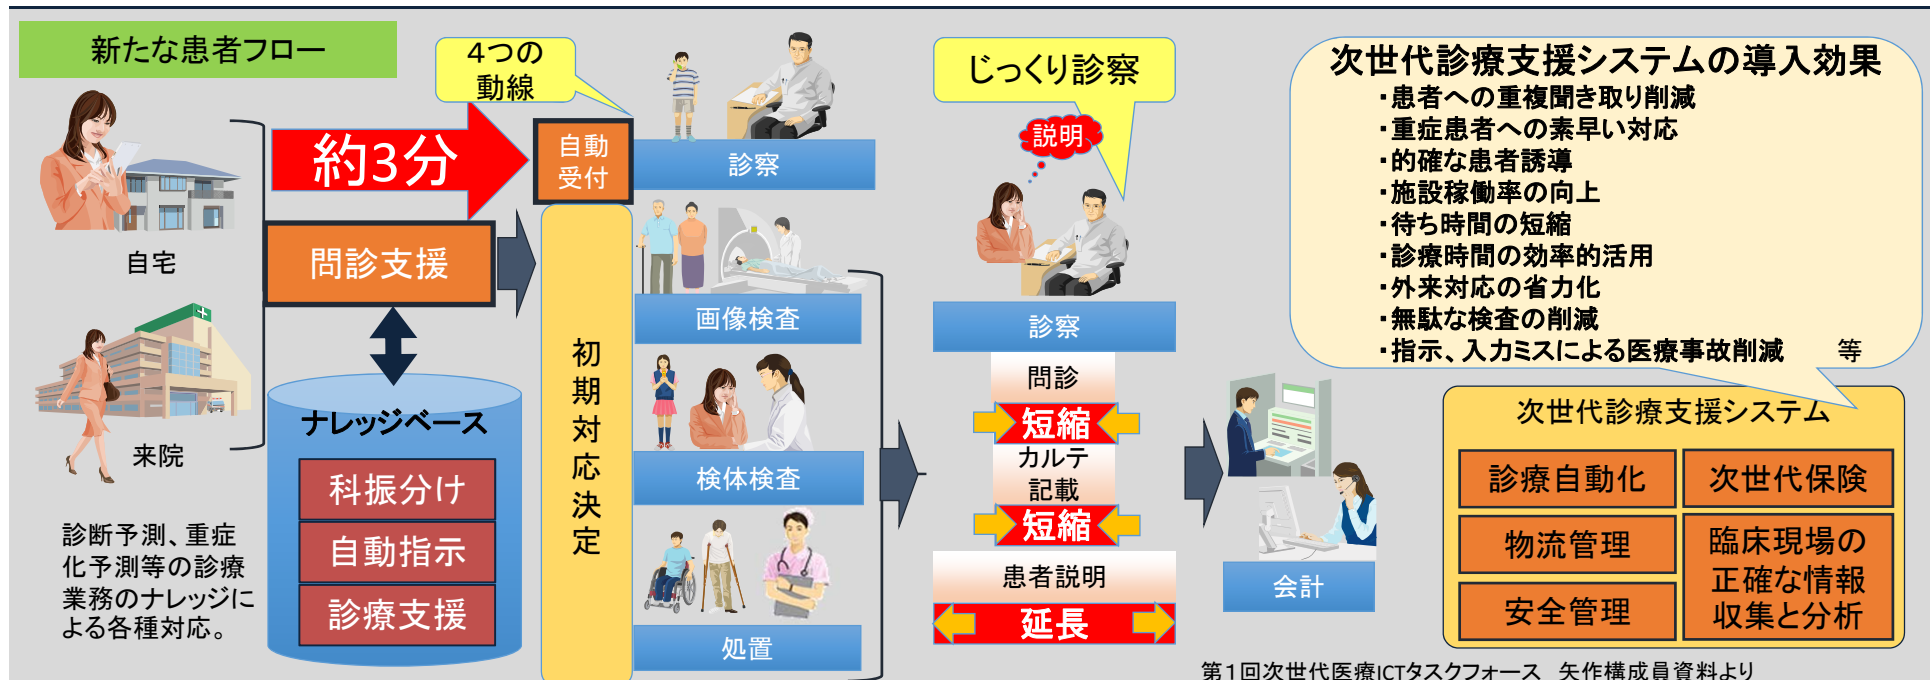 新たな患者フロー
約3分
自宅
来院
問診支援
ナレッジベース
科振分け
自動指示
診療支援
診断予測、重症
化予測等の診療
業務のナレッジに
よる各種対応。
4つの
動線
自動
受付
初期対応決定
診察
画像検査
検体検査
処置
じっくり診察
説明
診察
問診
短縮
カルテ
記載
短縮
患者説明
延長
会計
次世代診療支援システムの導入効果
・患者への重複聞き取り削減
・重症患者への素早い対応
・的確な患者誘導
・施設稼働率の向上
・待ち時間の短縮
・診療時間の効率的活用
・外来対応の省力化
・無駄な検査の削減
・指示、入力ミスによる医療事故削減　等
次世代診療支援システム
診療自動化
次世代保険
物流管理
安全管理
臨床現場の
正確な情報
収集と分析
第１回次世代医療ICTタスクフォース　矢作構成員資料より